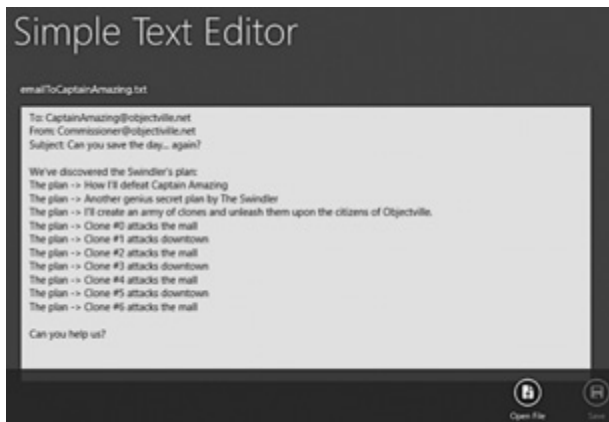 Simple Text Editor
emailToCaptainAmazing.txt
To: CaptainAmazing@objectville.net
From: Commissioner@objectiville.net
Subject: Can you save the day... again?
We've discovered the Swindler's plan:
The plan -> How I'll defeat Captain Amazing
The plan -> Another genius secret plan by The Swindler
The plan -> I'll create an army of clones and unleash them upon the citizens of Objectville.
The plan -> Clone #0 attacks the mall
The plan -> Clone #1 attacks downtown
The plan -> Clone #2 attacks the mall
The plan -> Clone #3 attacks downtown
The plan -> Clone #4 attacks the mall
The plan -> Clone #5 attacks downtown
The plan -> Clone #6 attacks the mall
Can you help us?
Open File Save